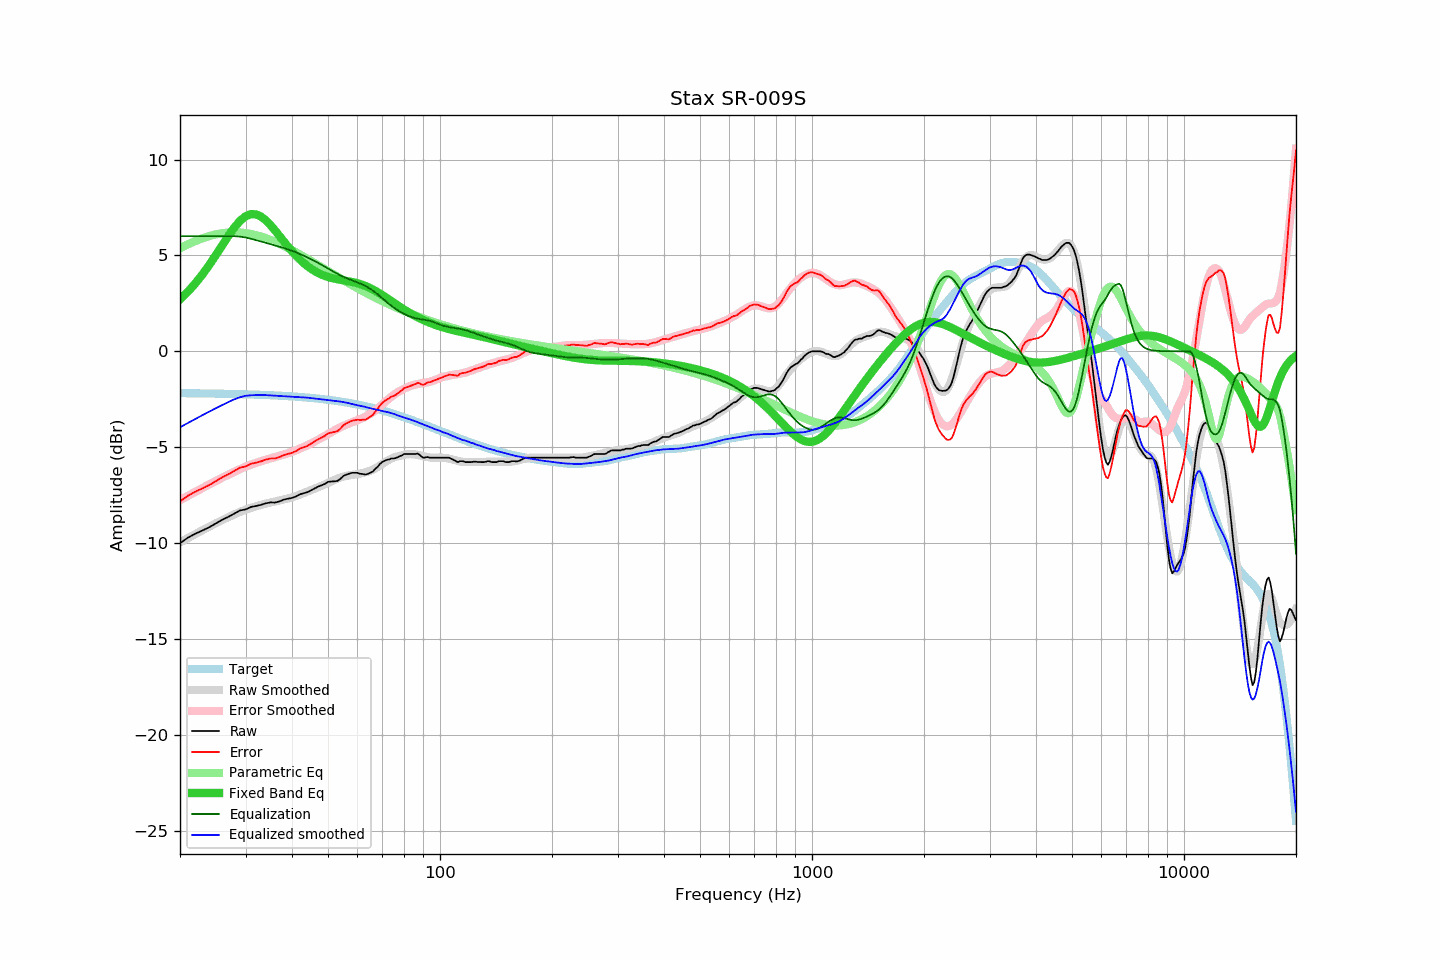 Stax SR-009S
10
5
0
−5
−10
−15
−20
−25
Amplitude (dBr)
Target
Raw Smoothed
Error Smoothed
Raw
Error
Parametric Eq
Fixed Band Eq
Equalization
Equalized smoothed
100 1000 10000
Frequency (Hz)